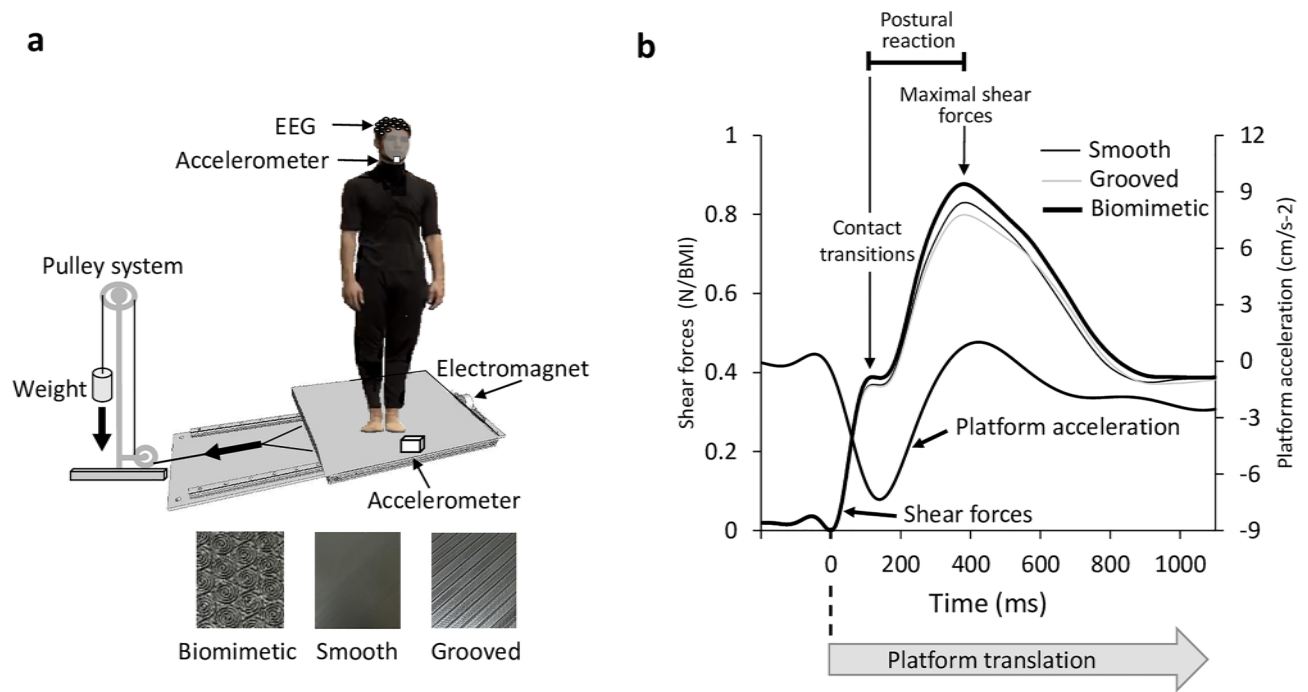 a
EEG
Accelerometer
Pulley system
Weight
Electromagnet
Accelerometer
Biomimetic
Smooth
Grooved
b
Postural
reaction
Maximal shear
forces
Contact
transitions
Smooth
Grooved
Biomimetic
Shear forces (N/BMI)
1
0.8
0.6
0.4
0.2
0
Platform acceleration (cm/s-2)
12
9
6
3
0
-3
-6
-9
Platform acceleration
Shear forces
0
200
400
600
800
1000
Time (ms)
Platform translation